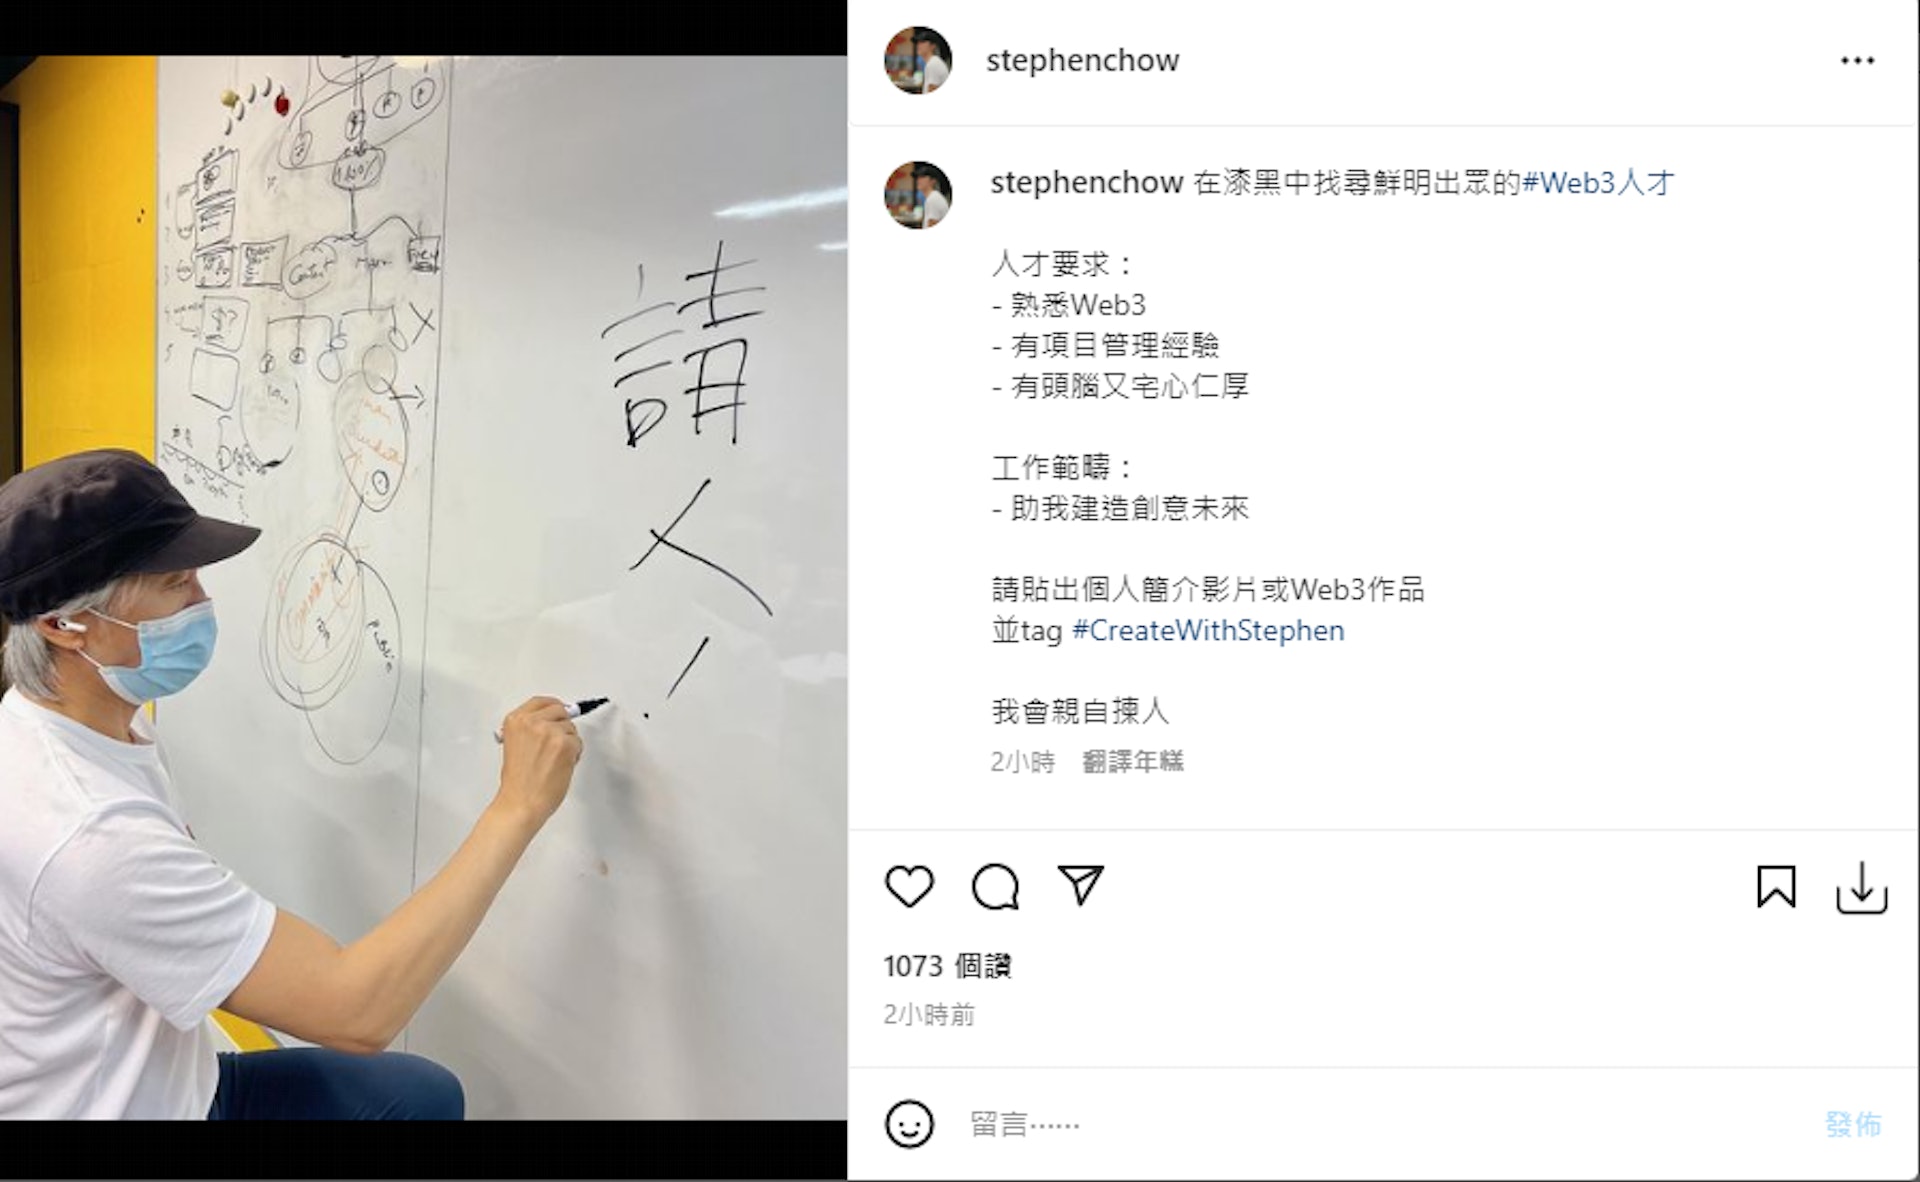 請人！
Content
stephenchow
stephenchow 在漆黑中找尋鮮明出眾的#Web3人才
人才要求：
- 熟悉Web3
- 有項目管理經驗
- 有頭腦又宅心仁厚
工作範疇：
- 助我建造創意未來
請貼出個人簡介影片或Web3作品
並tag #CreateWithStephen
我會親自揀人
2小時 翻譯年糕
1073 個讚
2小時前
留言……
發佈